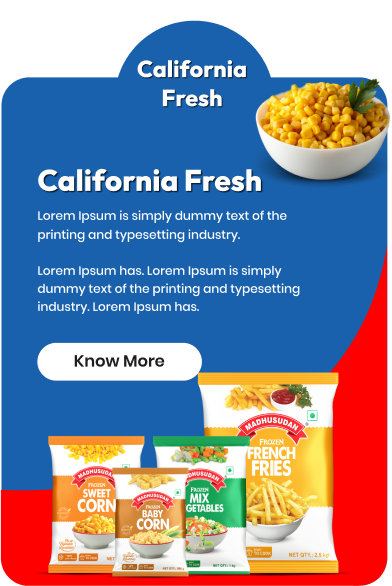 California
Fresh
California Fresh
Lorem Ipsum is simply dummy text of the
printing and typesetting industry.
Lorem Ipsum has. Lorem Ipsum is simply
dummy text of the printing and typesetting
industry. Lorem Ipsum has.
Know More
MADHUSUDAN
FROZEN
FRENCH
FRIES
NET QTY.: 2.5 kg
MADHUSUDAN
FROZEN
SWEET
CORN
MADHUSUDAN
FROZEN
BABY
CORN
MADHUSUDAN
FROZEN
MIX
GETABLES